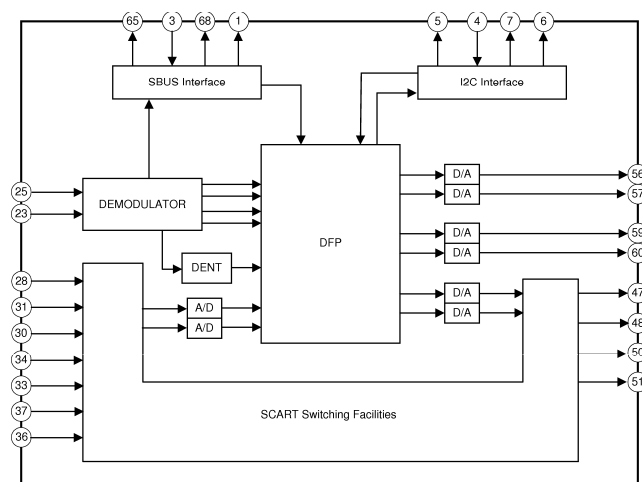 65 3 68 1 5 4 7 6
SBUS Interface
I2C Interface
25
23
DEMODULATOR
DENT
DFP
D/A
D/A
56
57
D/A
D/A
59
60
A/D
A/D
D/A
D/A
28
31
30
34
33
37
36
47
48
50
51
SCART Switching Facilities